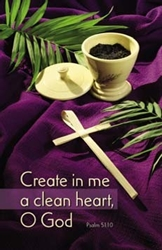 Create in me
a clean heart,
O God Psalm 51:10